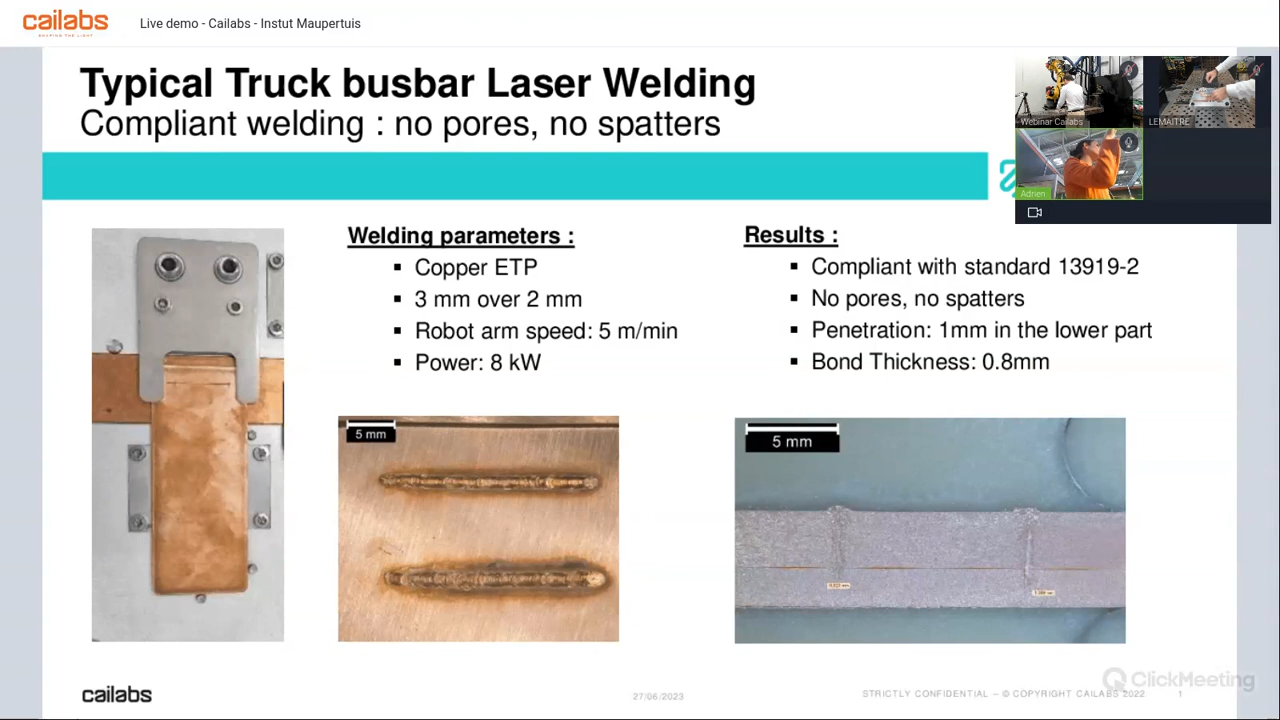 cailabs
SHAPING THE LIGHT
Live demo - Cailabs - Instut Maupertuis
Typical Truck busbar Laser Welding
Compliant welding : no pores, no spatters
Webinar Cailabs
LEMAITRE
Adrien
Welding parameters :
▪ Copper ETP
▪ 3 mm over 2 mm
▪ Robot arm speed: 5 m/min
▪ Power: 8 kW
Results :
▪ Compliant with standard 13919-2
▪ No pores, no spatters
▪ Penetration: 1mm in the lower part
▪ Bond Thickness: 0.8mm
5 mm
5 mm
cailabs
27/06/2023
STRICTLY CONFIDENTIAL – © COPYRIGHT CAILABS 2022
1
ClickMeeting